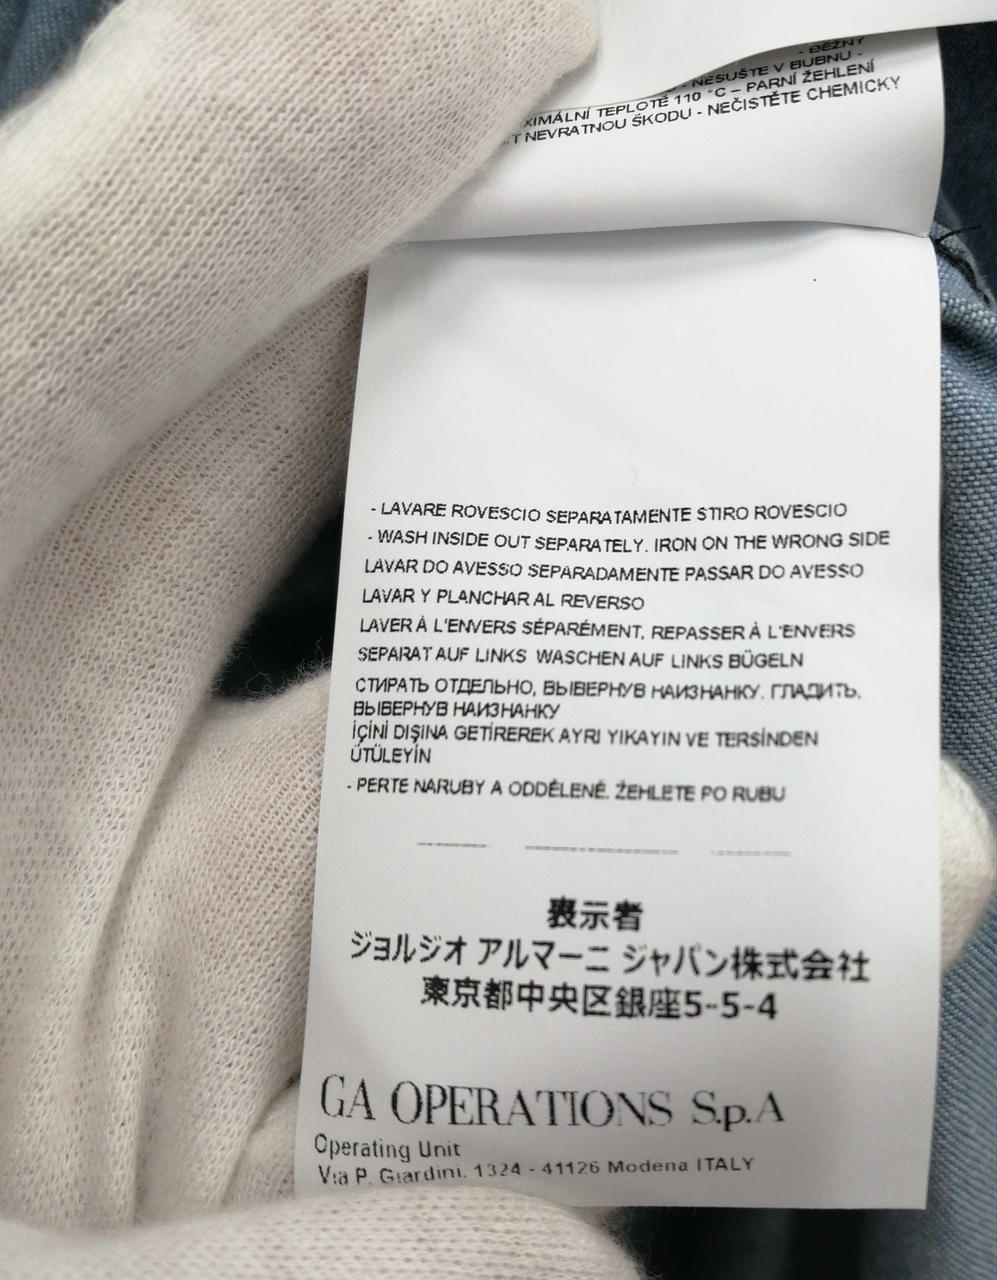 - BĚŽNÝ
- NESUŠTE V BUBNU -
TEPLOTĚ 110 °C – PARNÍ ŽEHLENÍ
NEVRATNOU ŠKODU - NEČISTĚTE CHEMICKY
- LAVARE ROVESCIO SEPARATAMENTE STIRO ROVESCIO
- WASH INSIDE OUT SEPARATELY. IRON ON THE WRONG SIDE
LAVAR DO AVESSO SEPARADAMENTE PASSAR DO AVESSO
LAVAR Y PLANCHAR AL REVERSO
LAVER À L'ENVERS SÉPARÉMENT, REPASSER À L'ENVERS
SEPARAT AUF LINKS WASCHEN AUF LINKS BÜGELN
СТИРАТЬ ОТДЕЛЬНО, ВЫВЕРНУВ НАИЗНАНКУ. ГЛАДИТЬ,
ВЫВЕРНУВ НАИЗНАНКУ
İÇİNİ DIŞINA GETİREREK AYRI YIKAYIN VE TERSİNDEN
ÜTÜLEYİN
- PERTE NARUBY A ODDĚLENĚ. ŽEHLETE PO RUBU
表示者
ジョルジオ アルマーニ ジャパン株式会社
東京都中央区銀座5-5-4
GA OPERATIONS S.p.A
Operating Unit
Via P. Giardini, 1324 - 41126 Modena ITALY